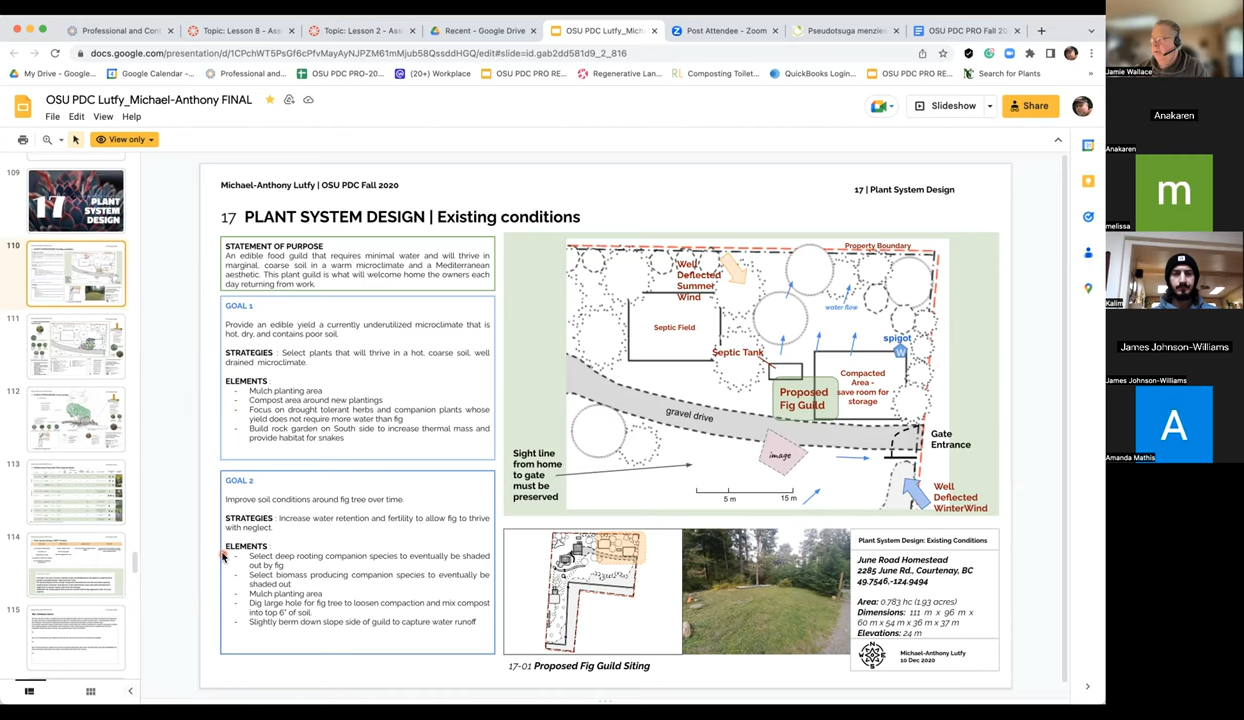 Professional and Cont
Topic: Lesson 8 - Ass
Topic: Lesson 2 - Ass
Recent - Google Drive
OSU PDC Lutfy_Mich
Post Attendee - Zoom
Pseudotsuga menzies
OSU PDC PRO Fall 20
docs.google.com/presentation/d/1CPchWT5PsGf6cPfvMayAyNJPZM61mMjub58QssddHGQ/edit#slide=id.gab2dd581d9_2_816
My Drive - Google...
Google Calendar -...
Professional and...
OSU PDC PRO-20...
(20+) Workplace
OSU PDC PRO RE...
Regenerative Lan...
Composting Toilet...
QuickBooks Login...
OSU PDC PRO RE...
Search for Plants
OSU PDC Lutfy_Michael-Anthony FINAL
File Edit View Help
Slideshow
Share
View only
109
17 PLANT SYSTEM DESIGN
110
111
112
113
114
115
Michael-Anthony Lutfy | OSU PDC Fall 2020
17 | Plant System Design
17 PLANT SYSTEM DESIGN | Existing conditions
STATEMENT OF PURPOSE
An edible food guild that requires minimal water and will thrive in
marginal, coarse soil in a warm microclimate and a Mediterranean
aesthetic. This plant guild is what will welcome home the owners each
day returning from work.
GOAL 1
Provide an edible yield a currently underutilized microclimate that is
hot, dry, and contains poor soil.
STRATEGIES : Select plants that will thrive in a hot, coarse soil, well
drained microclimate.
ELEMENTS :
- Mulch planting area
- Compost area around new plantings
- Focus on drought tolerant herbs and companion plants whose
yield does not require more water than fig
- Build rock garden on South side to increase thermal mass and
provide habitat for snakes
GOAL 2
Improve soil conditions around fig tree over time.
STRATEGIES : Increase water retention and fertility to allow fig to thrive
with neglect.
ELEMENTS :
- Select deep rooting companion species to eventually be shaded
out by fig
- Select biomass producing companion species to eventually be
shaded out
- Mulch planting area
- Dig large hole for fig tree to loosen compaction and mix compost
into top 6" of soil.
- Slightly berm down slope side of guild to capture water runoff
Property Boundary
Well
Deflected
Summer
Wind
water flow
Septic Field
spigot
W
Septic Tank
Compacted
Area -
save room for
storage
Proposed
Fig Guild
gravel drive
Gate
Entrance
image
Sight line
from home
to gate
must be
preserved
5 m
15 m
Well
Deflected
WinterWind
Plant System Design: Existing Conditions
June Road Homestead
2285 June Rd., Courtenay, BC
49.7546,-124.9494
Area: 0.783 hc (1.93 acres)
Dimensions: 111 m x 96 m x
60 m x 54 m x 36 m x 37 m
Elevations: 24 m
Michael-Anthony Lutfy
10 Dec 2020
17-01 Proposed Fig Guild Siting
Jamie Wallace
Anakaren
Anakaren
m
melissa
Kalim
James Johnson-Williams
James Johnson-Williams
A
Amanda Mathis